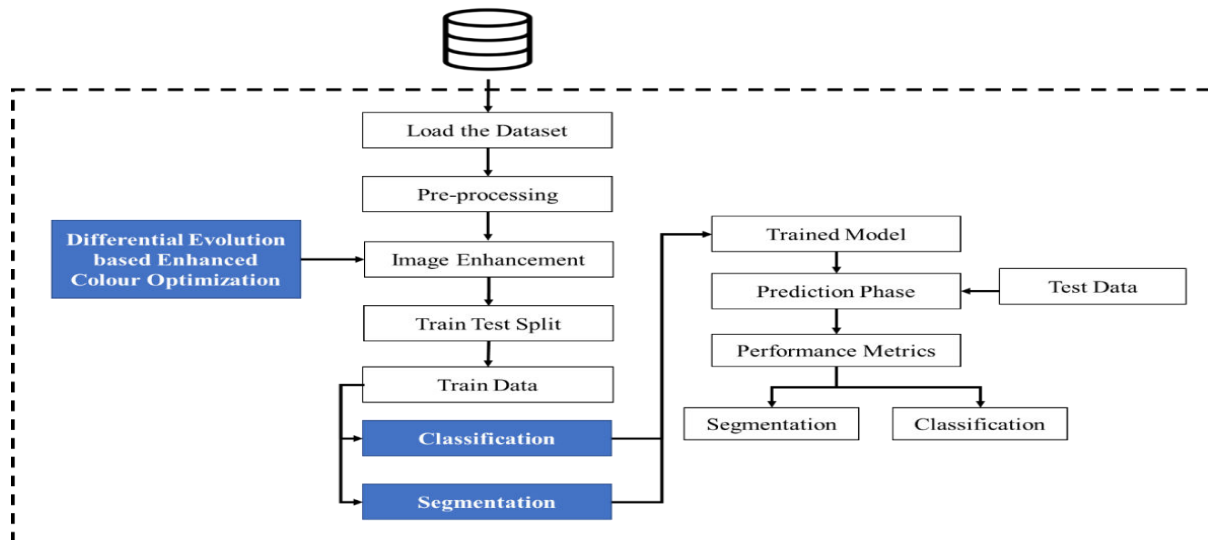 Load the Dataset
Pre-processing
Differential Evolution
based Enhanced
Colour Optimization
Image Enhancement
Train Test Split
Train Data
Classification
Segmentation
Trained Model
Prediction Phase
Test Data
Performance Metrics
Segmentation
Classification